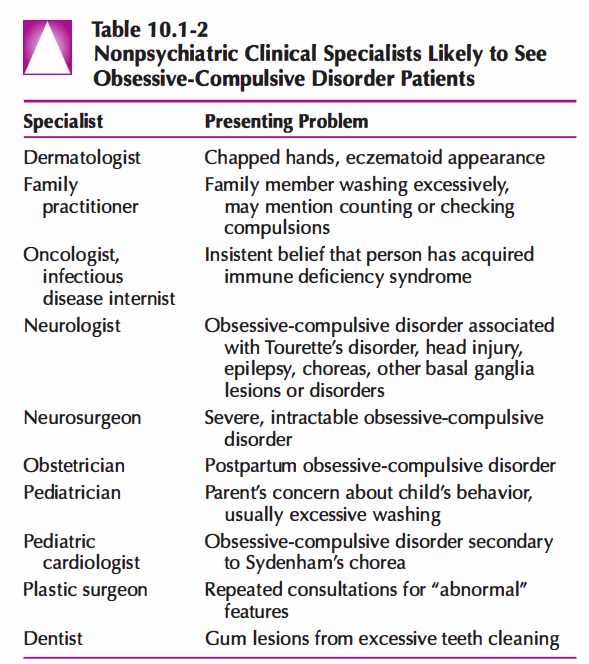 Table 10.1-2
Nonpsychiatric Clinical Specialists Likely to See
Obsessive-Compulsive Disorder Patients
Specialist Presenting Problem
Dermatologist Chapped hands, eczematoid appearance
Family Family member washing excessively,
practitioner may mention counting or checking
compulsions
Oncologist, Insistent belief that person has acquired
infectious immune deficiency syndrome
disease internist
Neurologist Obsessive-compulsive disorder associated
with Tourette’s disorder, head injury,
epilepsy, choreas, other basal ganglia
lesions or disorders
Neurosurgeon Severe, intractable obsessive-compulsive
disorder
Obstetrician Postpartum obsessive-compulsive disorder
Pediatrician Parent’s concern about child’s behavior,
usually excessive washing
Pediatric Obsessive-compulsive disorder secondary
cardiologist to Sydenham’s chorea
Plastic surgeon Repeated consultations for “abnormal”
features
Dentist Gum lesions from excessive teeth cleaning